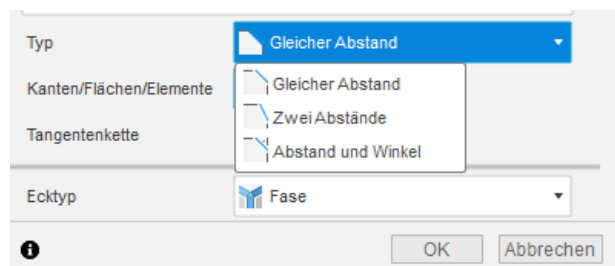 Typ
Gleicher Abstand
Gleicher Abstand
Kanten/Flächen/Elemente
Zwei Abstände
Tangentenkette
Abstand und Winkel
Ecktyp
Fase
OK
Abbrechen